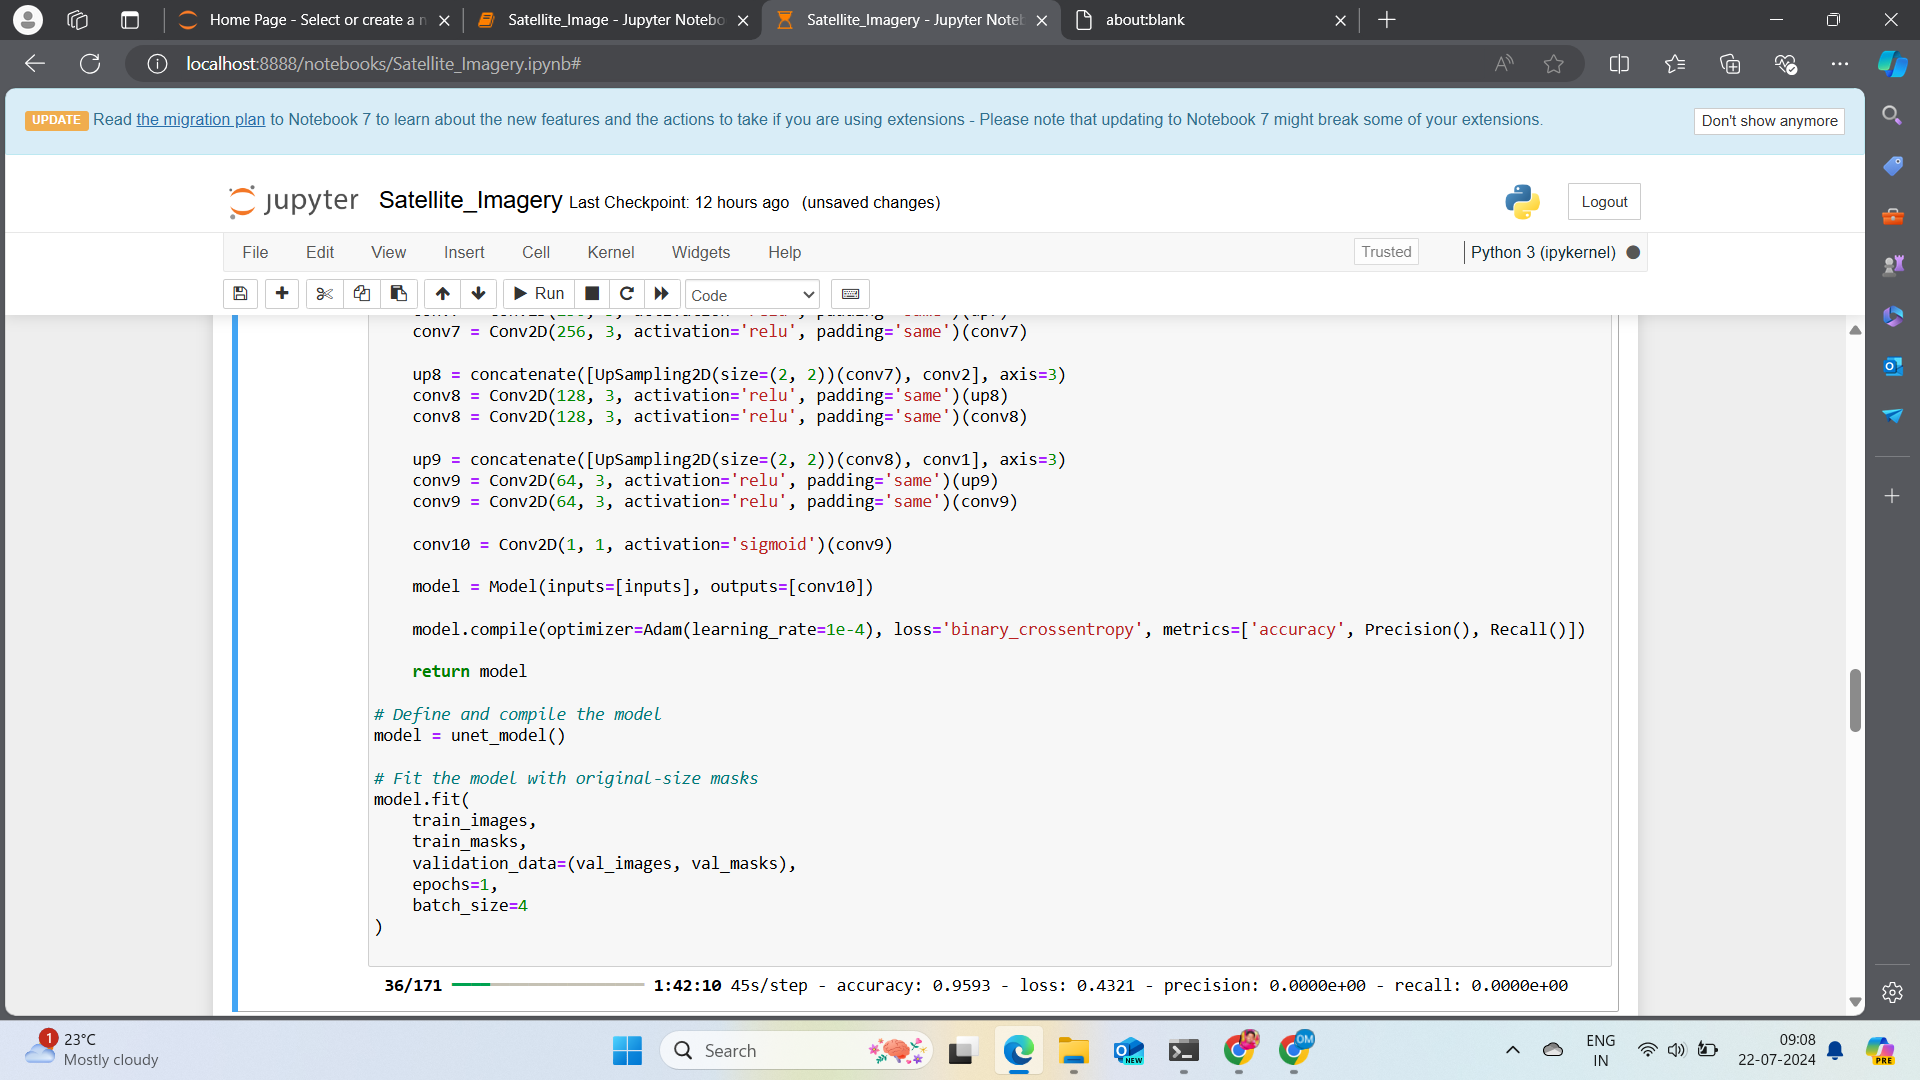 Home Page - Select or create a n
Satellite_Image - Jupyter Notebo
Satellite_Imagery - Jupyter Noteb
about:blank
localhost:8888/notebooks/Satellite_Imagery.ipynb#
UPDATE Read the migration plan to Notebook 7 to learn about the new features and the actions to take if you are using extensions - Please note that updating to Notebook 7 might break some of your extensions.
Don't show anymore
jupyter Satellite_Imagery Last Checkpoint: 12 hours ago (unsaved changes)
Logout
File Edit View Insert Cell Kernel Widgets Help
Trusted Python 3 (ipykernel)
Run Code
conv7 = Conv2D(256, 3, activation='relu', padding='same')(conv7)
up8 = concatenate([UpSampling2D(size=(2, 2))(conv7), conv2], axis=3)
conv8 = Conv2D(128, 3, activation='relu', padding='same')(up8)
conv8 = Conv2D(128, 3, activation='relu', padding='same')(conv8)
up9 = concatenate([UpSampling2D(size=(2, 2))(conv8), conv1], axis=3)
conv9 = Conv2D(64, 3, activation='relu', padding='same')(up9)
conv9 = Conv2D(64, 3, activation='relu', padding='same')(conv9)
conv10 = Conv2D(1, 1, activation='sigmoid')(conv9)
model = Model(inputs=[inputs], outputs=[conv10])
model.compile(optimizer=Adam(learning_rate=1e-4), loss='binary_crossentropy', metrics=['accuracy', Precision(), Recall()])
return model
# Define and compile the model
model = unet_model()
# Fit the model with original-size masks
model.fit(
train_images,
train_masks,
validation_data=(val_images, val_masks),
epochs=1,
batch_size=4
)
36/171 1:42:10 45s/step - accuracy: 0.9593 - loss: 0.4321 - precision: 0.0000e+00 - recall: 0.0000e+00
1
23°C
Mostly cloudy
Search
NEW
OM
ENG
IN
09:08
22-07-2024
PRE